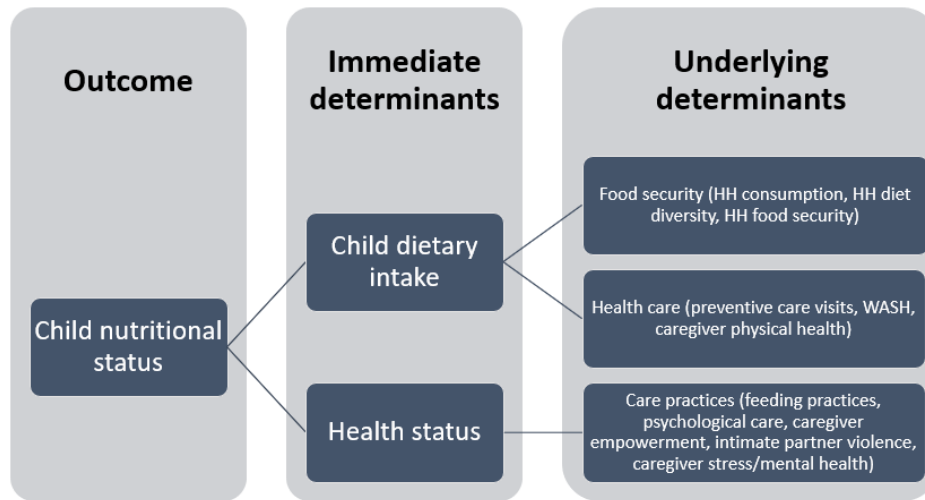 Outcome
Immediate
determinants
Underlying
determinants
Child nutritional
status
Child dietary
intake
Health status
Food security (HH consumption, HH diet
diversity, HH food security)
Health care (preventive care visits, WASH,
caregiver physical health)
Care practices (feeding practices,
psychological care, caregiver
empowerment, intimate partner violence,
caregiver stress/mental health)